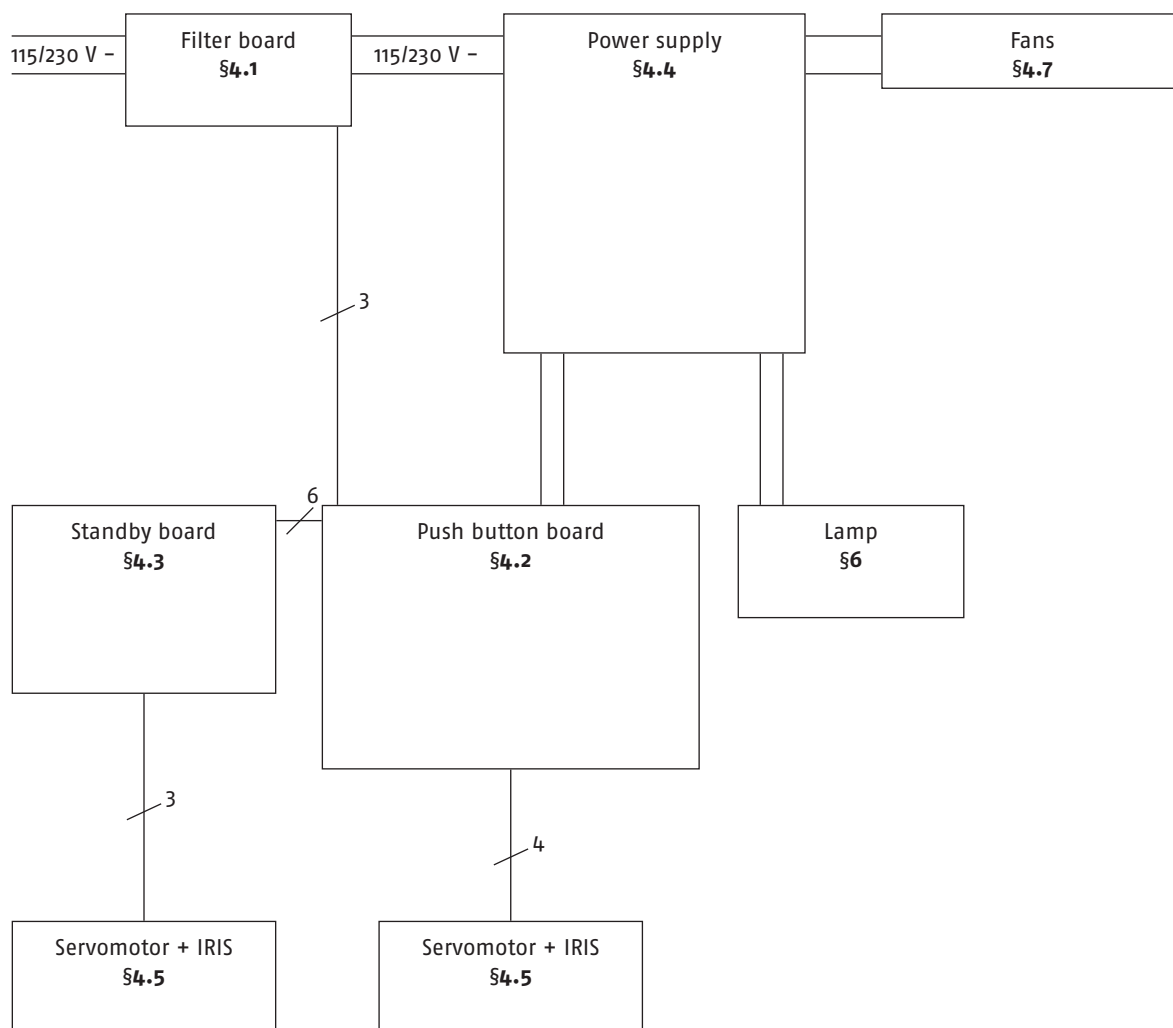 115/230 V ~
Filter board
§4.1
115/230 V ~
Power supply
§4.4
Fans
§4.7
3
6
Standby board
§4.3
Push button board
§4.2
Lamp
§6
3
4
Servomotor + IRIS
§4.5
Servomotor + IRIS
§4.5